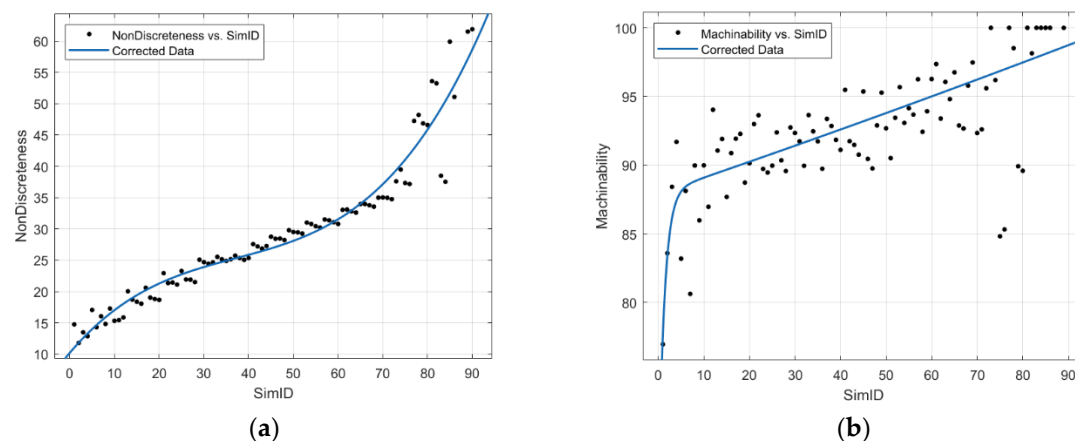 NonDiscreteness vs. SimID
Corrected Data
60
55
50
45
40
35
30
25
20
15
10
NonDiscreteness
0 10 20 30 40 50 60 70 80 90
SimID
(a)
Machinability vs. SimID
Corrected Data
100
95
90
85
80
Machinability
0 10 20 30 40 50 60 70 80 90
SimID
(b)